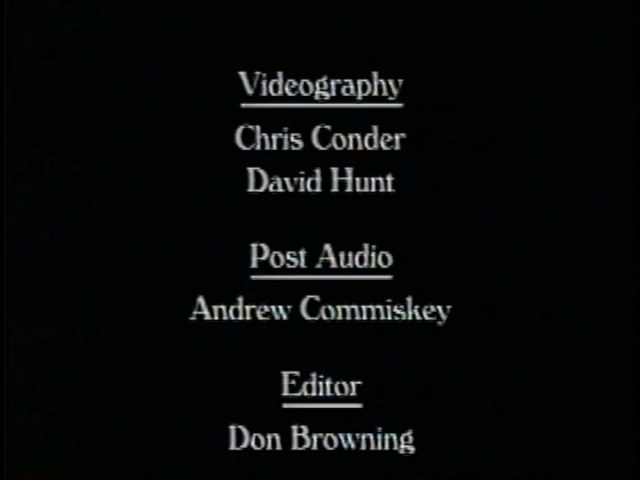 Videography
Chris Conder
David Hunt
Post Audio
Andrew Commiskey
Editor
Don Browning